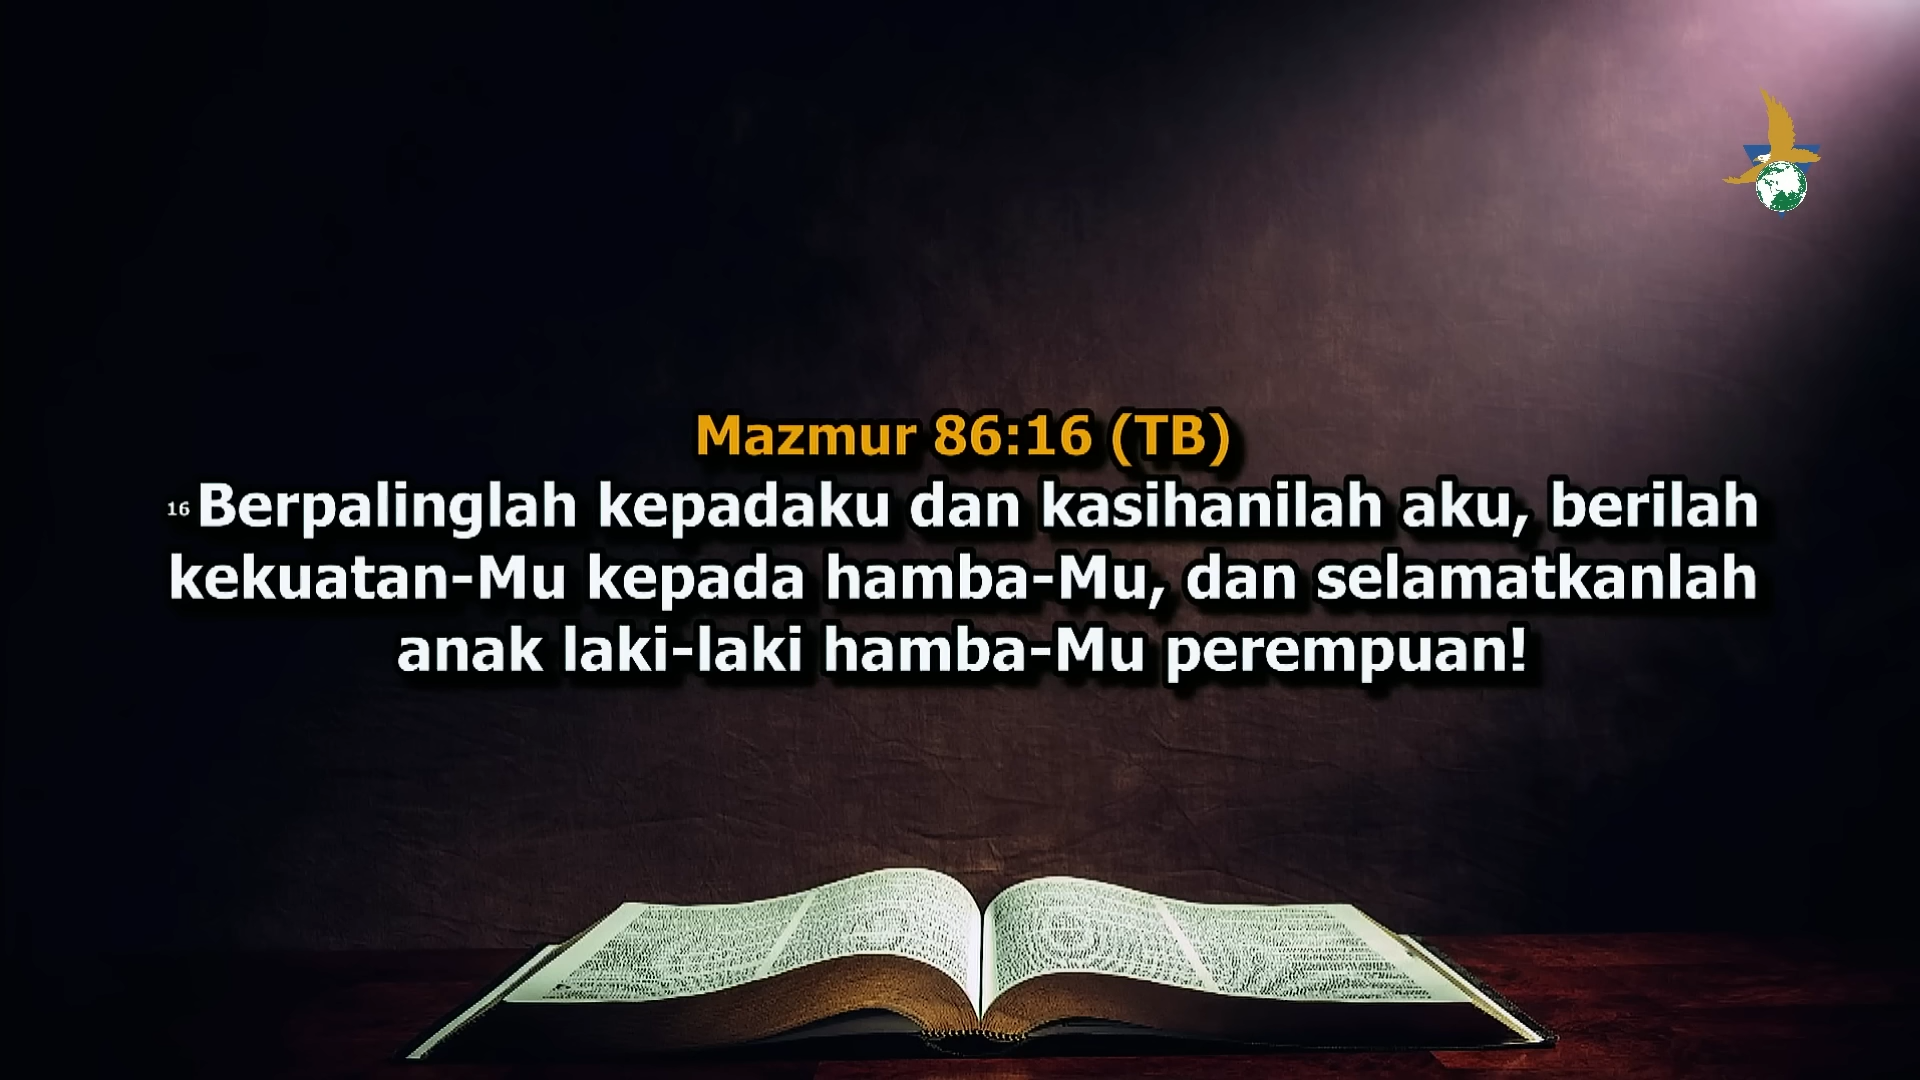 Mazmur 86:16 (TB)
16 Berpalinglah kepadaku dan kasihanilah aku, berilah
kekuatan-Mu kepada hamba-Mu, dan selamatkanlah
anak laki-laki hamba-Mu perempuan!